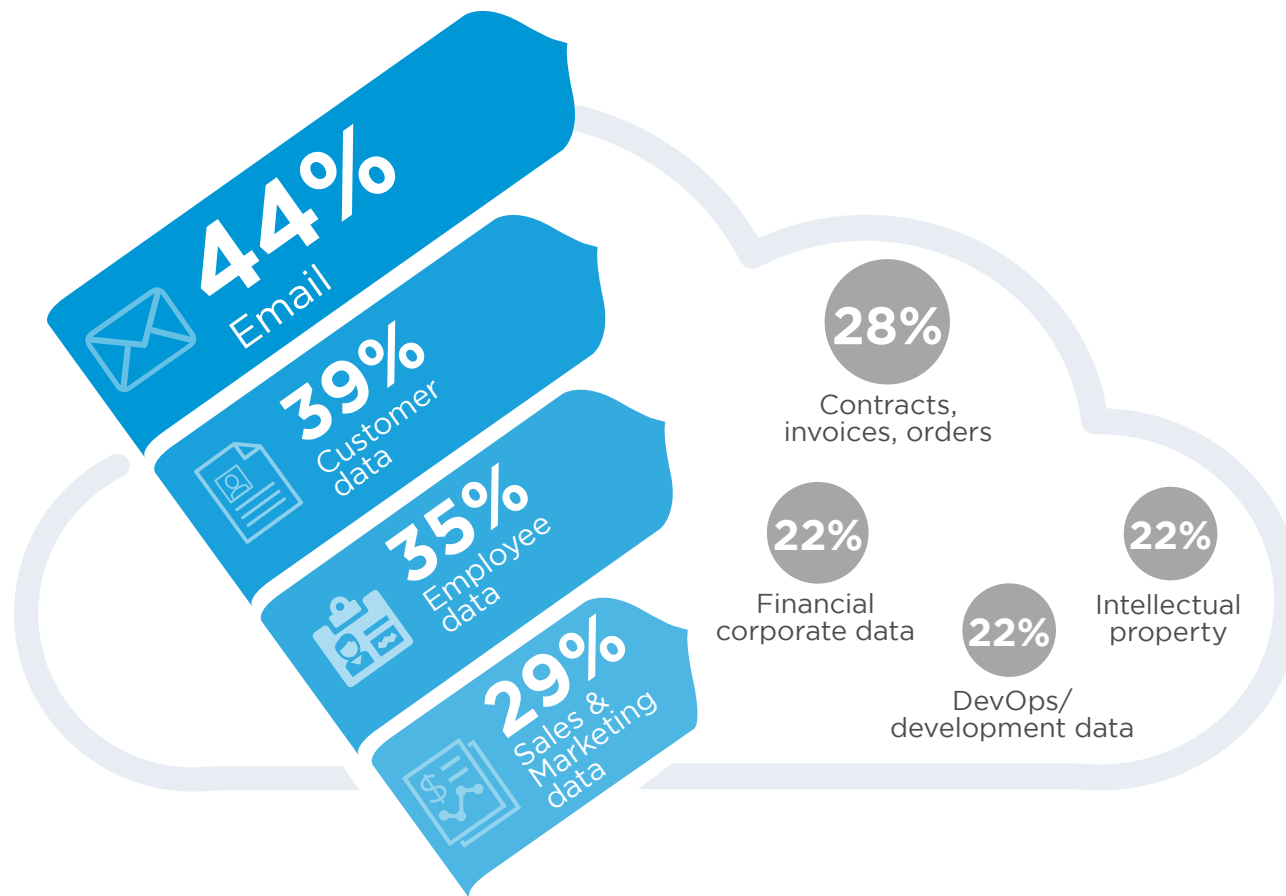 44%
Email
39%
Customer
data
35%
Employee
data
29%
Sales &
Marketing
data
$
28%
Contracts,
invoices, orders
22%
Financial
corporate data
22%
DevOps/
development data
22%
Intellectual
property